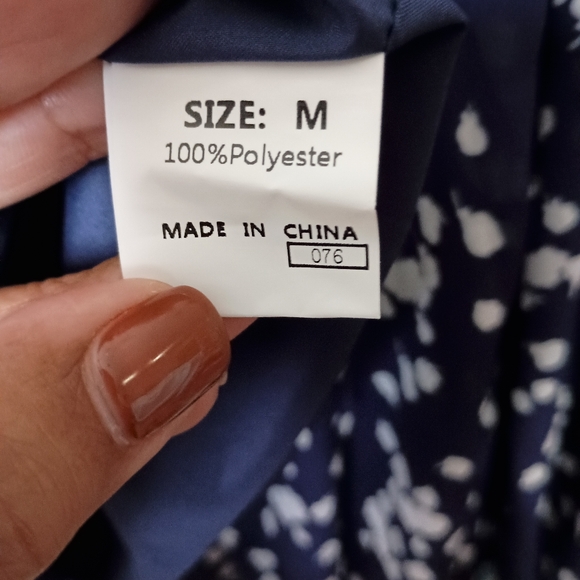 SIZE: M
100%Polyester
MADE IN CHINA
076